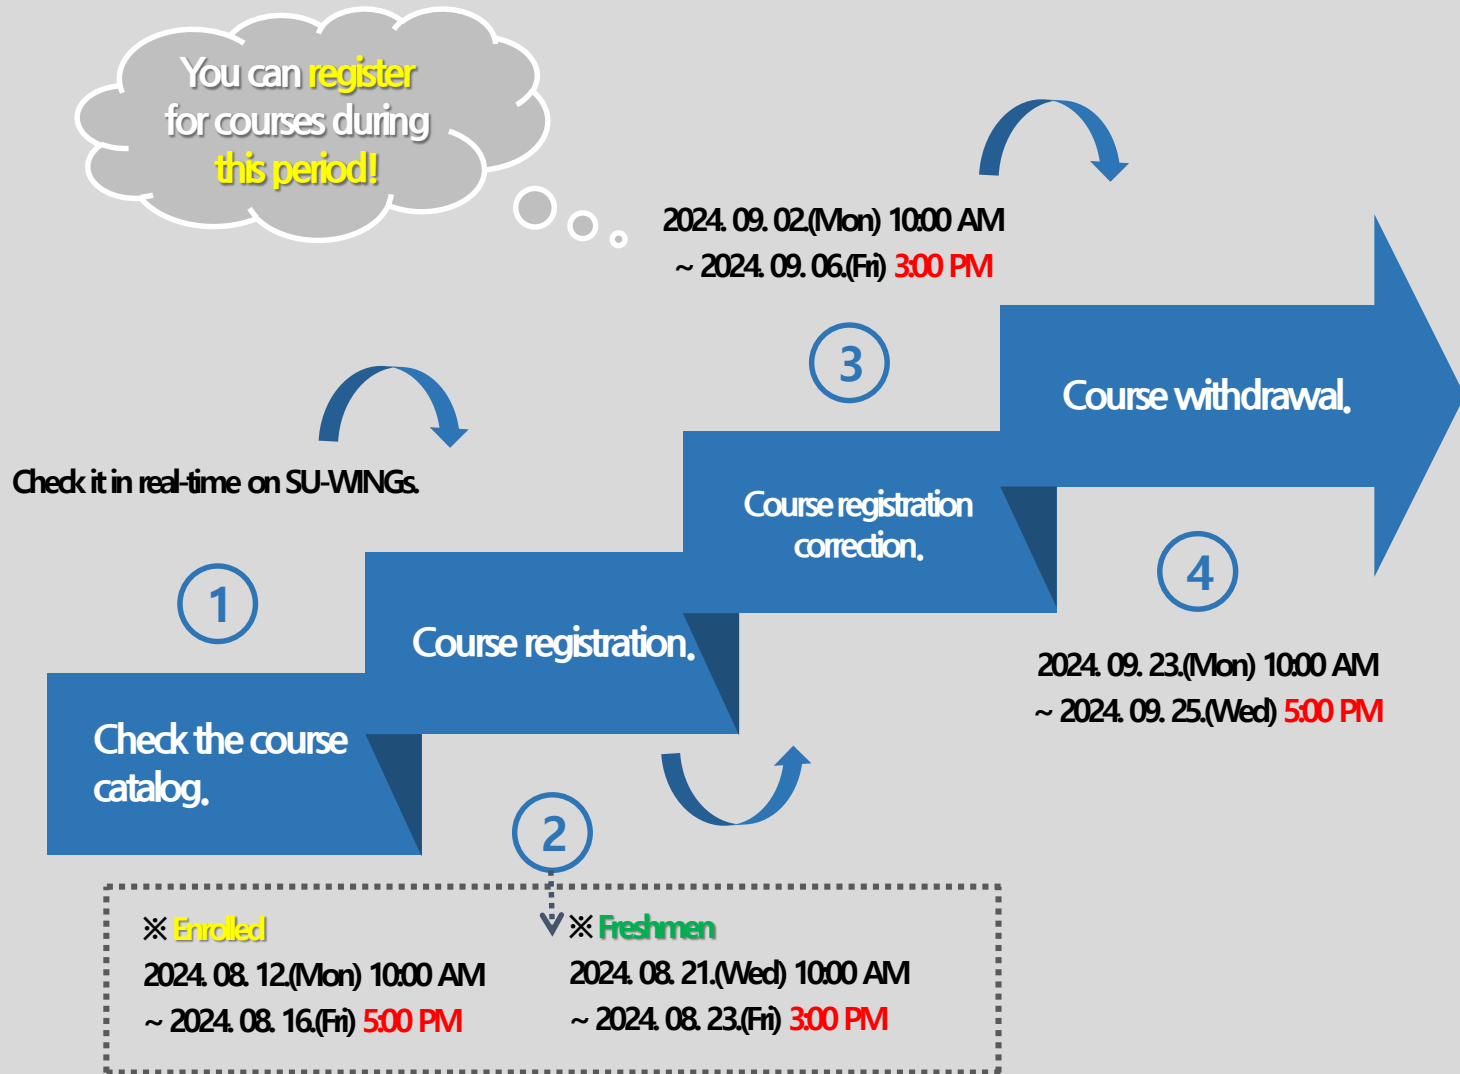 You can register
for courses during
this period!
2024. 09. 02.(Mon) 10:00 AM
~ 2024. 09. 06.(Fri) 3:00 PM
3
Course withdrawal.
Check it in real-time on SU-WINGs.
Course registration
correction.
1
4
Course registration.
2024. 09. 23.(Mon) 10:00 AM
~ 2024. 09. 25.(Wed) 5:00 PM
Check the course
catalog.
2
※ Enrolled
2024. 08. 12.(Mon) 10:00 AM
~ 2024. 08. 16.(Fri) 5:00 PM
※ Freshmen
2024. 08. 21.(Wed) 10:00 AM
~ 2024. 08. 23.(Fri) 3:00 PM